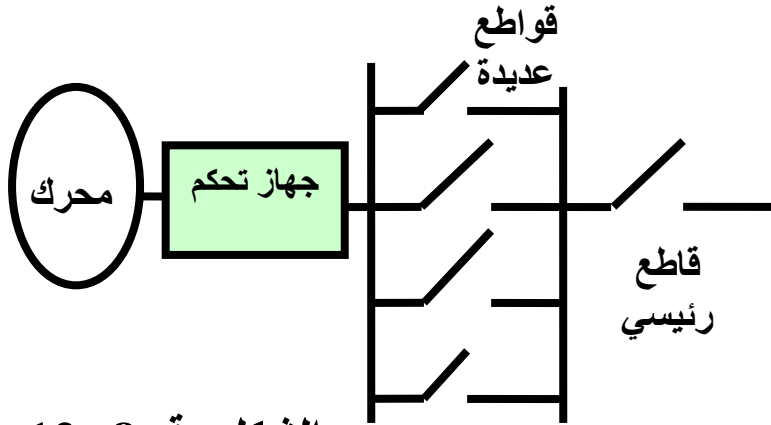 قواطع
عديدة
محرك
جهاز تحكم
قاطع
رئيسي